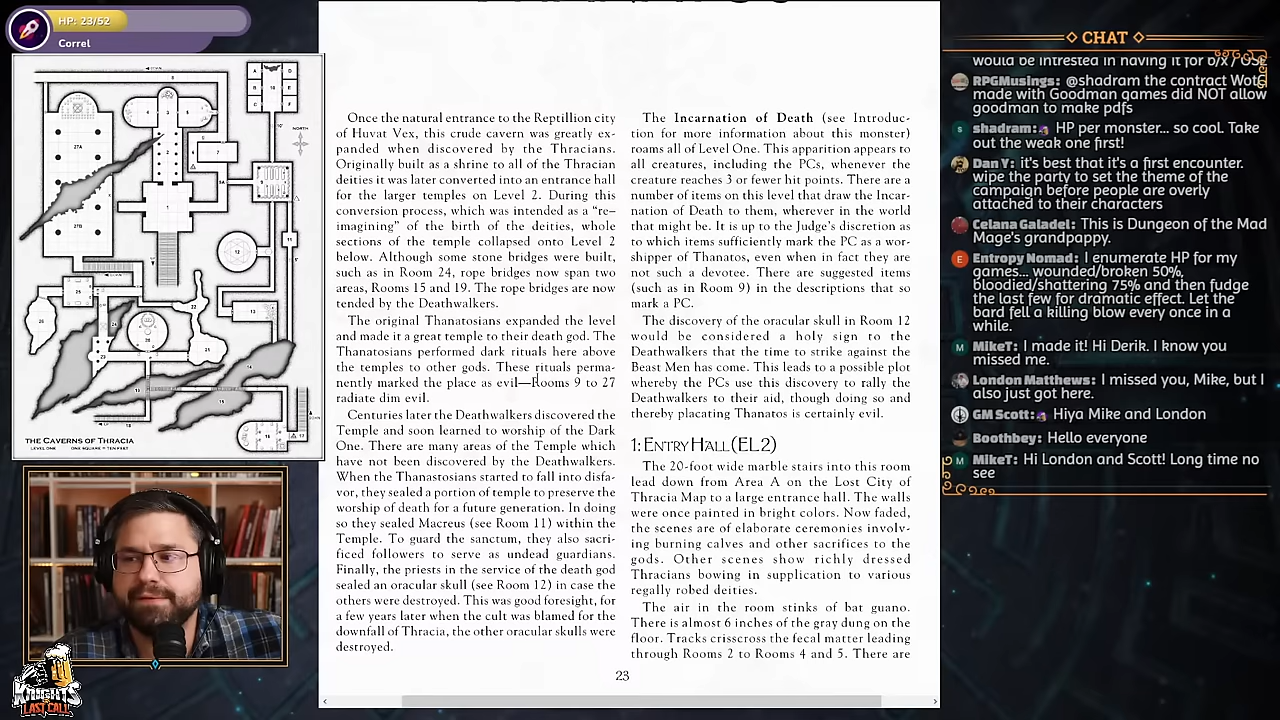 HP: 23/52
Correl
NORTH
THE CAVERNS OF THRACIA
LEVEL ONE ONE SQUARE = TEN FEET
KNIGHTS
OF
LAST CALL
Once the natural entrance to the Reptillion city
of Huvat Vex, this crude cavern was greatly ex-
panded when discovered by the Thracians.
Originally built as a shrine to all of the Thracian
deities it was later converted into an entrance hall
for the larger temples on Level 2. During this
conversion process, which was intended as a “re–
imagining” of the birth of the deities, whole
sections of the temple collapsed onto Level 2
below. Although some stone bridges were built,
such as in Room 24, rope bridges now span two
areas, Rooms 15 and 19. The rope bridges are now
tended by the Deathwalkers.
The original Thanatosians expanded the level
and made it a great temple to their death god. The
Thanatosians performed dark rituals here above
the temples to other gods. These rituals perma-
nently marked the place as evil—Rooms 9 to 27
radiate dim evil.
Centuries later the Deathwalkers discovered the
Temple and soon learned to worship of the Dark
One. There are many areas of the Temple which
have not been discovered by the Deathwalkers.
When the Thanastosians started to fall into disfa-
vor, they sealed a portion of temple to preserve the
worship of death for a future generation. In doing
so they sealed Macreus (see Room 11) within the
Temple. To guard the sanctum, they also sacri-
ficed followers to serve as undead guardians.
Finally, the priests in the service of the death god
sealed an oracular skull (see Room 12) in case the
others were destroyed. This was good foresight, for
a few years later when the cult was blamed for the
downfall of Thracia, the other oracular skulls were
destroyed.
The Incarnation of Death (see Introduc-
tion for more information about this monster)
roams all of Level One. This apparition appears to
all creatures, including the PCs, whenever the
creature reaches 3 or fewer hit points. There are a
number of items on this level that draw the Incar-
nation of Death to them, wherever in the world
that might be. It is up to the Judge’s discretion as
to which items sufficiently mark the PC as a wor-
shipper of Thanatos, even when in fact they are
not such a devotee. There are suggested items
(such as in Room 9) in the descriptions that so
mark a PC.
The discovery of the oracular skull in Room 12
would be considered a holy sign to the
Deathwalkers that the time to strike against the
Beast Men has come. This leads to a possible plot
whereby the PCs use this discovery to rally the
Deathwalkers to their aid, though doing so and
thereby placating Thanatos is certainly evil.
1: ENTRY HALL (EL 2)
The 20-foot wide marble stairs into this room
lead down from Area A on the Lost City of
Thracia Map to a large entrance hall. The walls
were once painted in bright colors. Now faded,
the scenes are of elaborate ceremonies involv-
ing burning calves and other sacrifices to the
gods. Other scenes show richly dressed
Thracians bowing in supplication to various
regally robed deities.
The air in the room stinks of bat guano.
There is almost 6 inches of the gray dung on the
floor. Tracks crisscross the fecal matter leading
through Rooms 2 to Rooms 4 and 5. There are
23
CHAT
would be intrested in having it for b/x / OSE
RPGMusings: @shadram the contract Wotc
made with Goodman games did NOT allow
goodman to make pdfs
shadram: HP per monster... so cool. Take
out the weak one first!
Dan Y: it's best that it's a first encounter.
wipe the party to set the theme of the
campaign before people are overly
attached to their characters
Celana Galadel: This is Dungeon of the Mad
Mage's grandpappy.
Entropy Nomad: I enumerate HP for my
games... wounded/broken 50%,
bloodied/shattering 75% and then fudge
the last few for dramatic effect. Let the
bard fell a killing blow every once in a
while.
MikeT: I made it! Hi Derik. I know you
missed me.
London Matthews: I missed you, Mike, but I
also just got here.
GM Scott: Hiya Mike and London
Boothbey: Hello everyone
MikeT: Hi London and Scott! Long time no
see